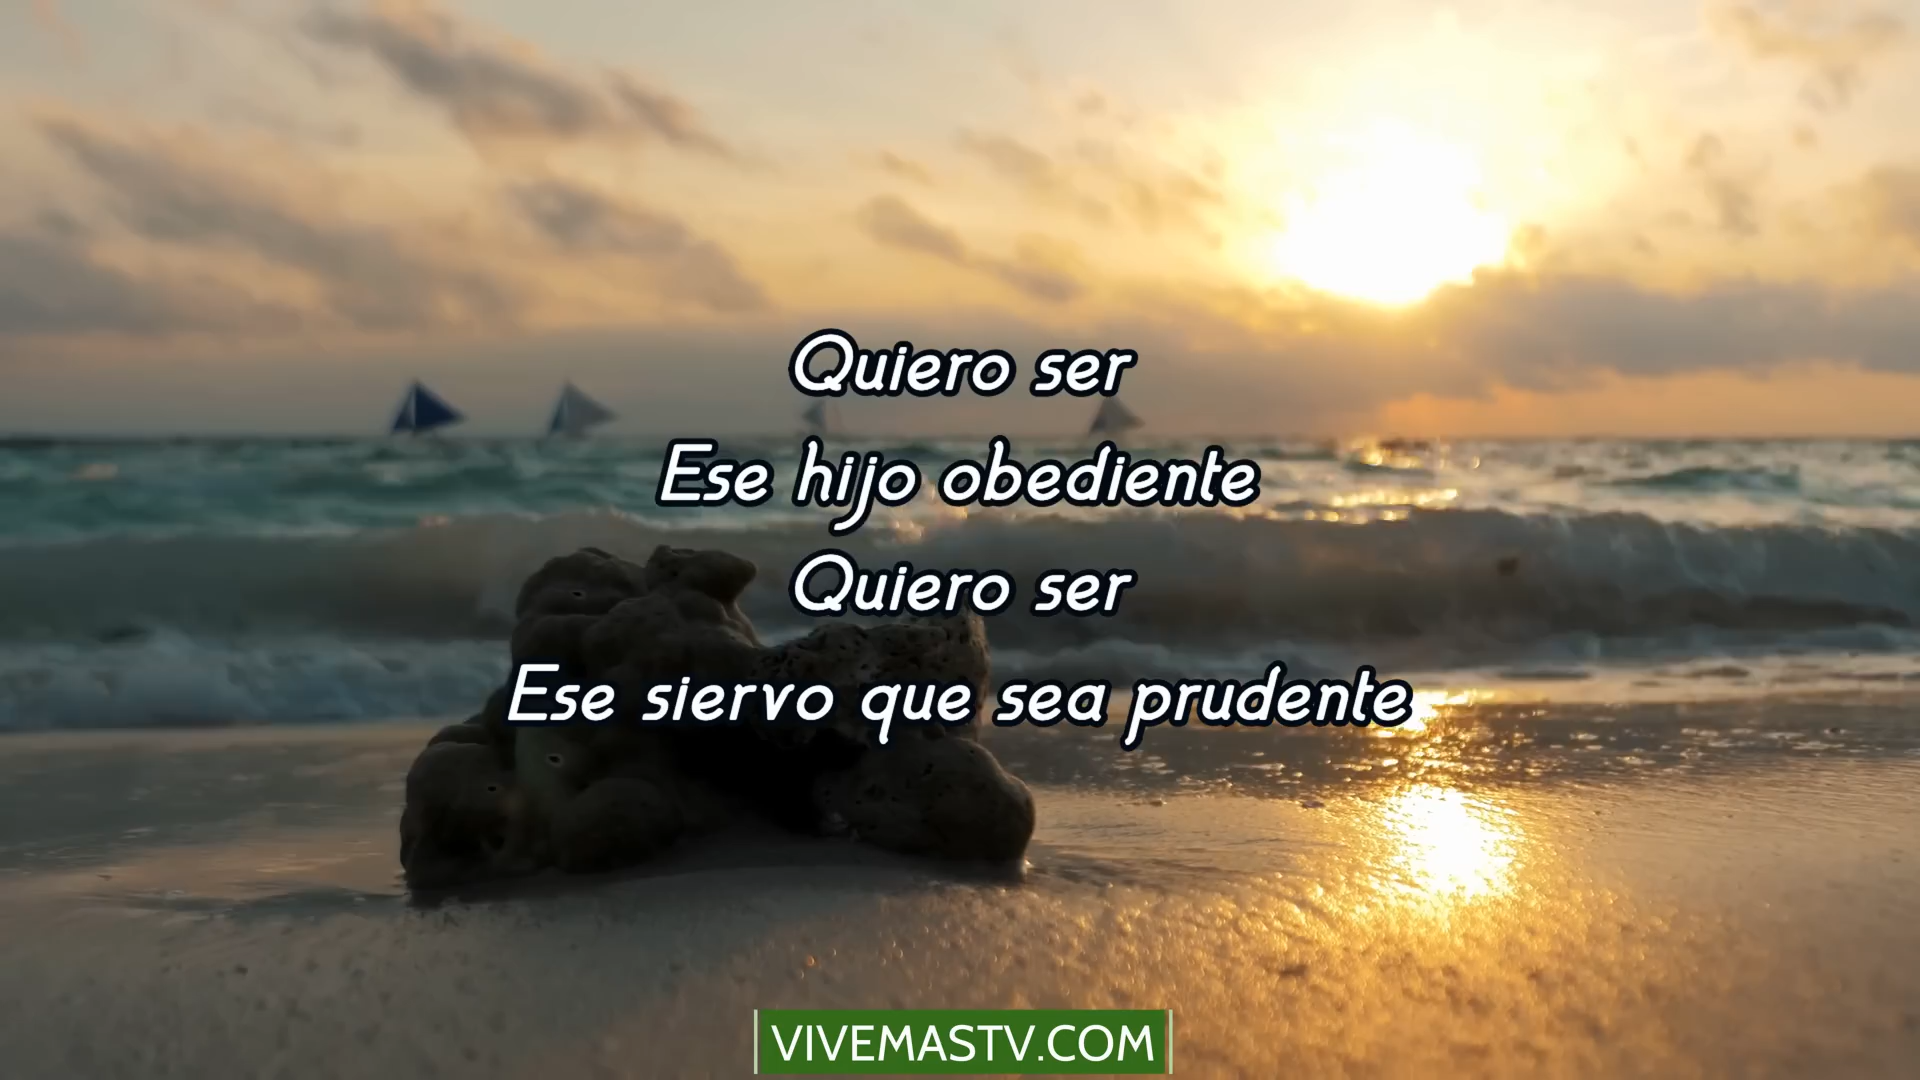 Quiero ser
Ese hijo obediente
Quiero ser
Ese siervo que sea prudente
VIVEMASTV.COM